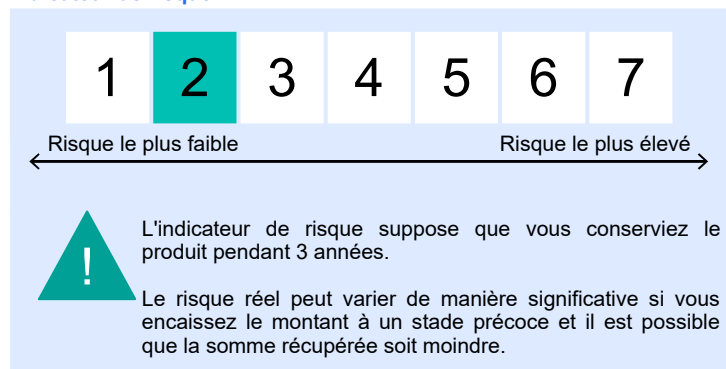 1 2 3 4 5 6 7
Risque le plus faible Risque le plus élevé
!
L'indicateur de risque suppose que vous conserviez le
produit pendant 3 années.
Le risque réel peut varier de manière significative si vous
encaissez le montant à un stade précoce et il est possible
que la somme récupérée soit moindre.